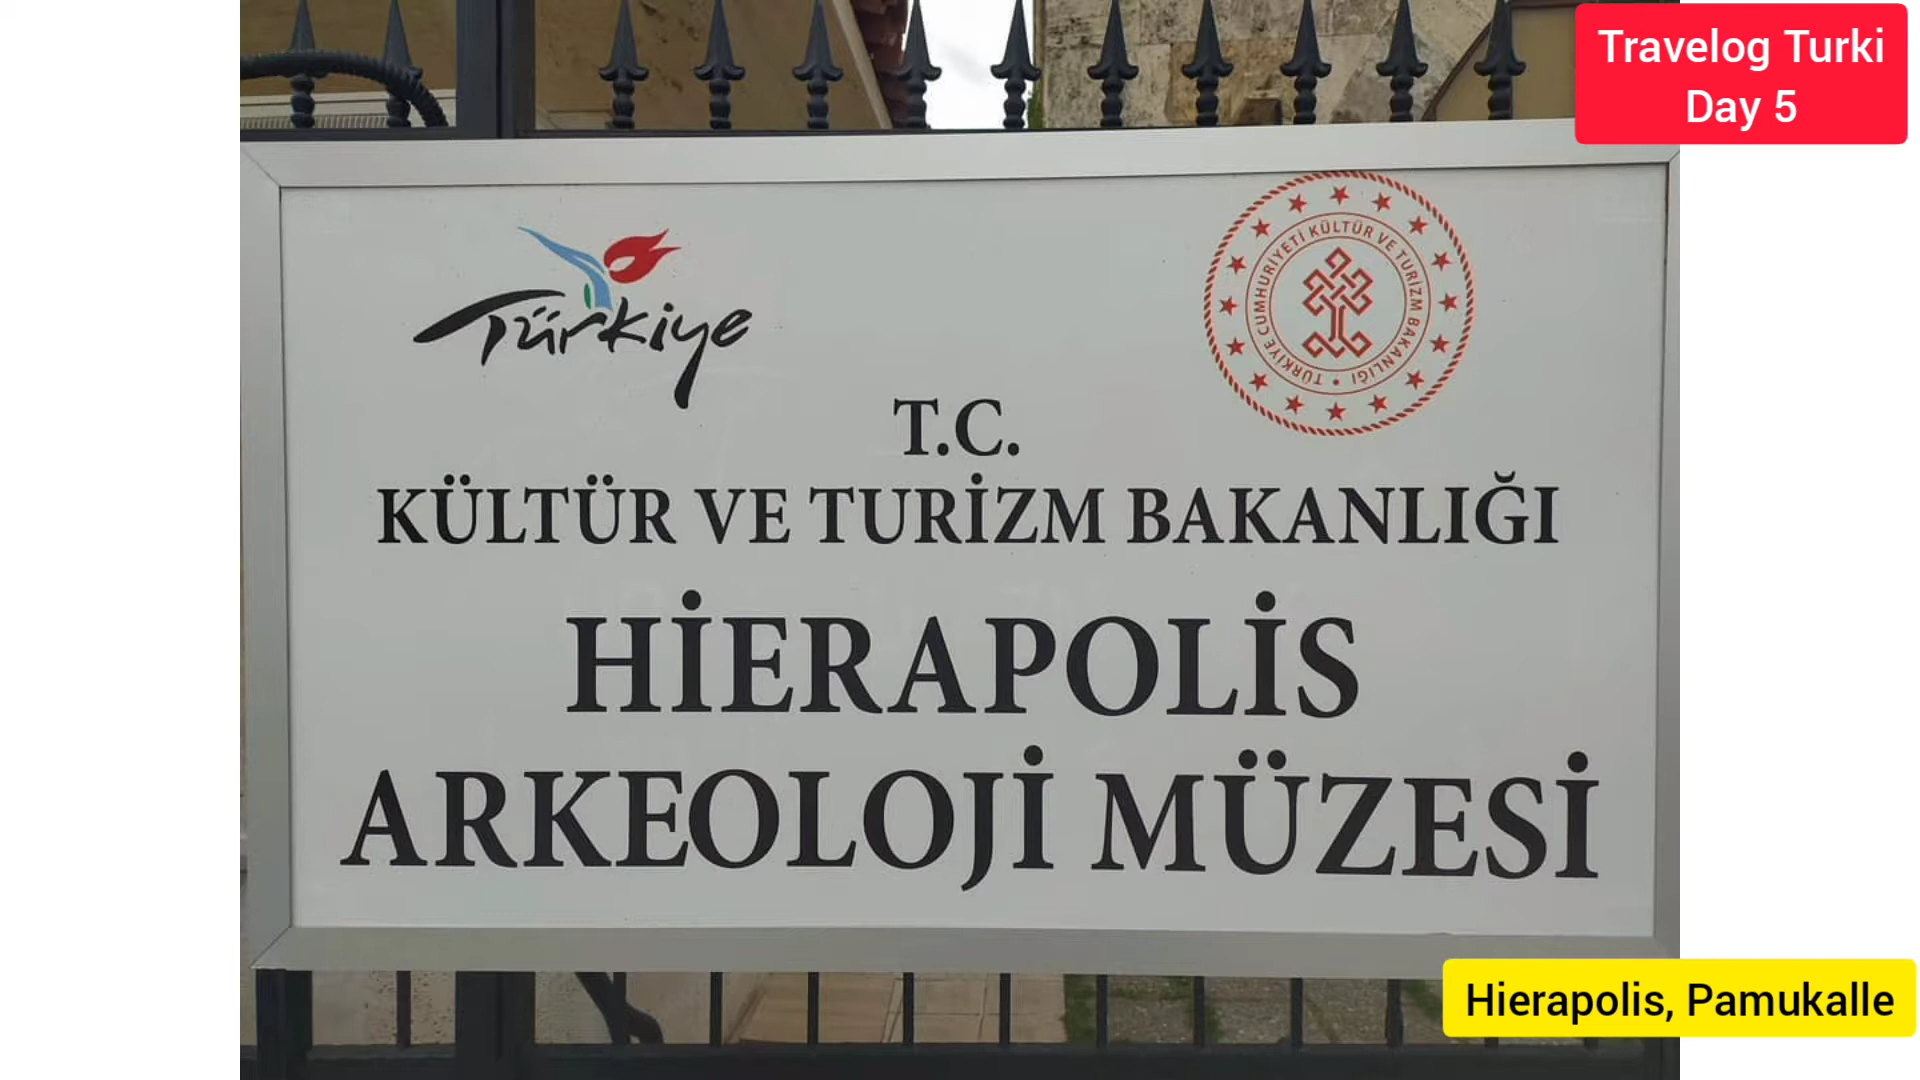 Travelog Turki
Day 5
Türkiye
TÜRKİYE CUMHURİYETİ KÜLTÜR VE TURİZM BAKANLIĞI
T.C.
KÜLTÜR VE TURİZM BAKANLIĞI
HİERAPOLİS
ARKEOLOJİ MÜZESİ
Hierapolis, Pamukalle